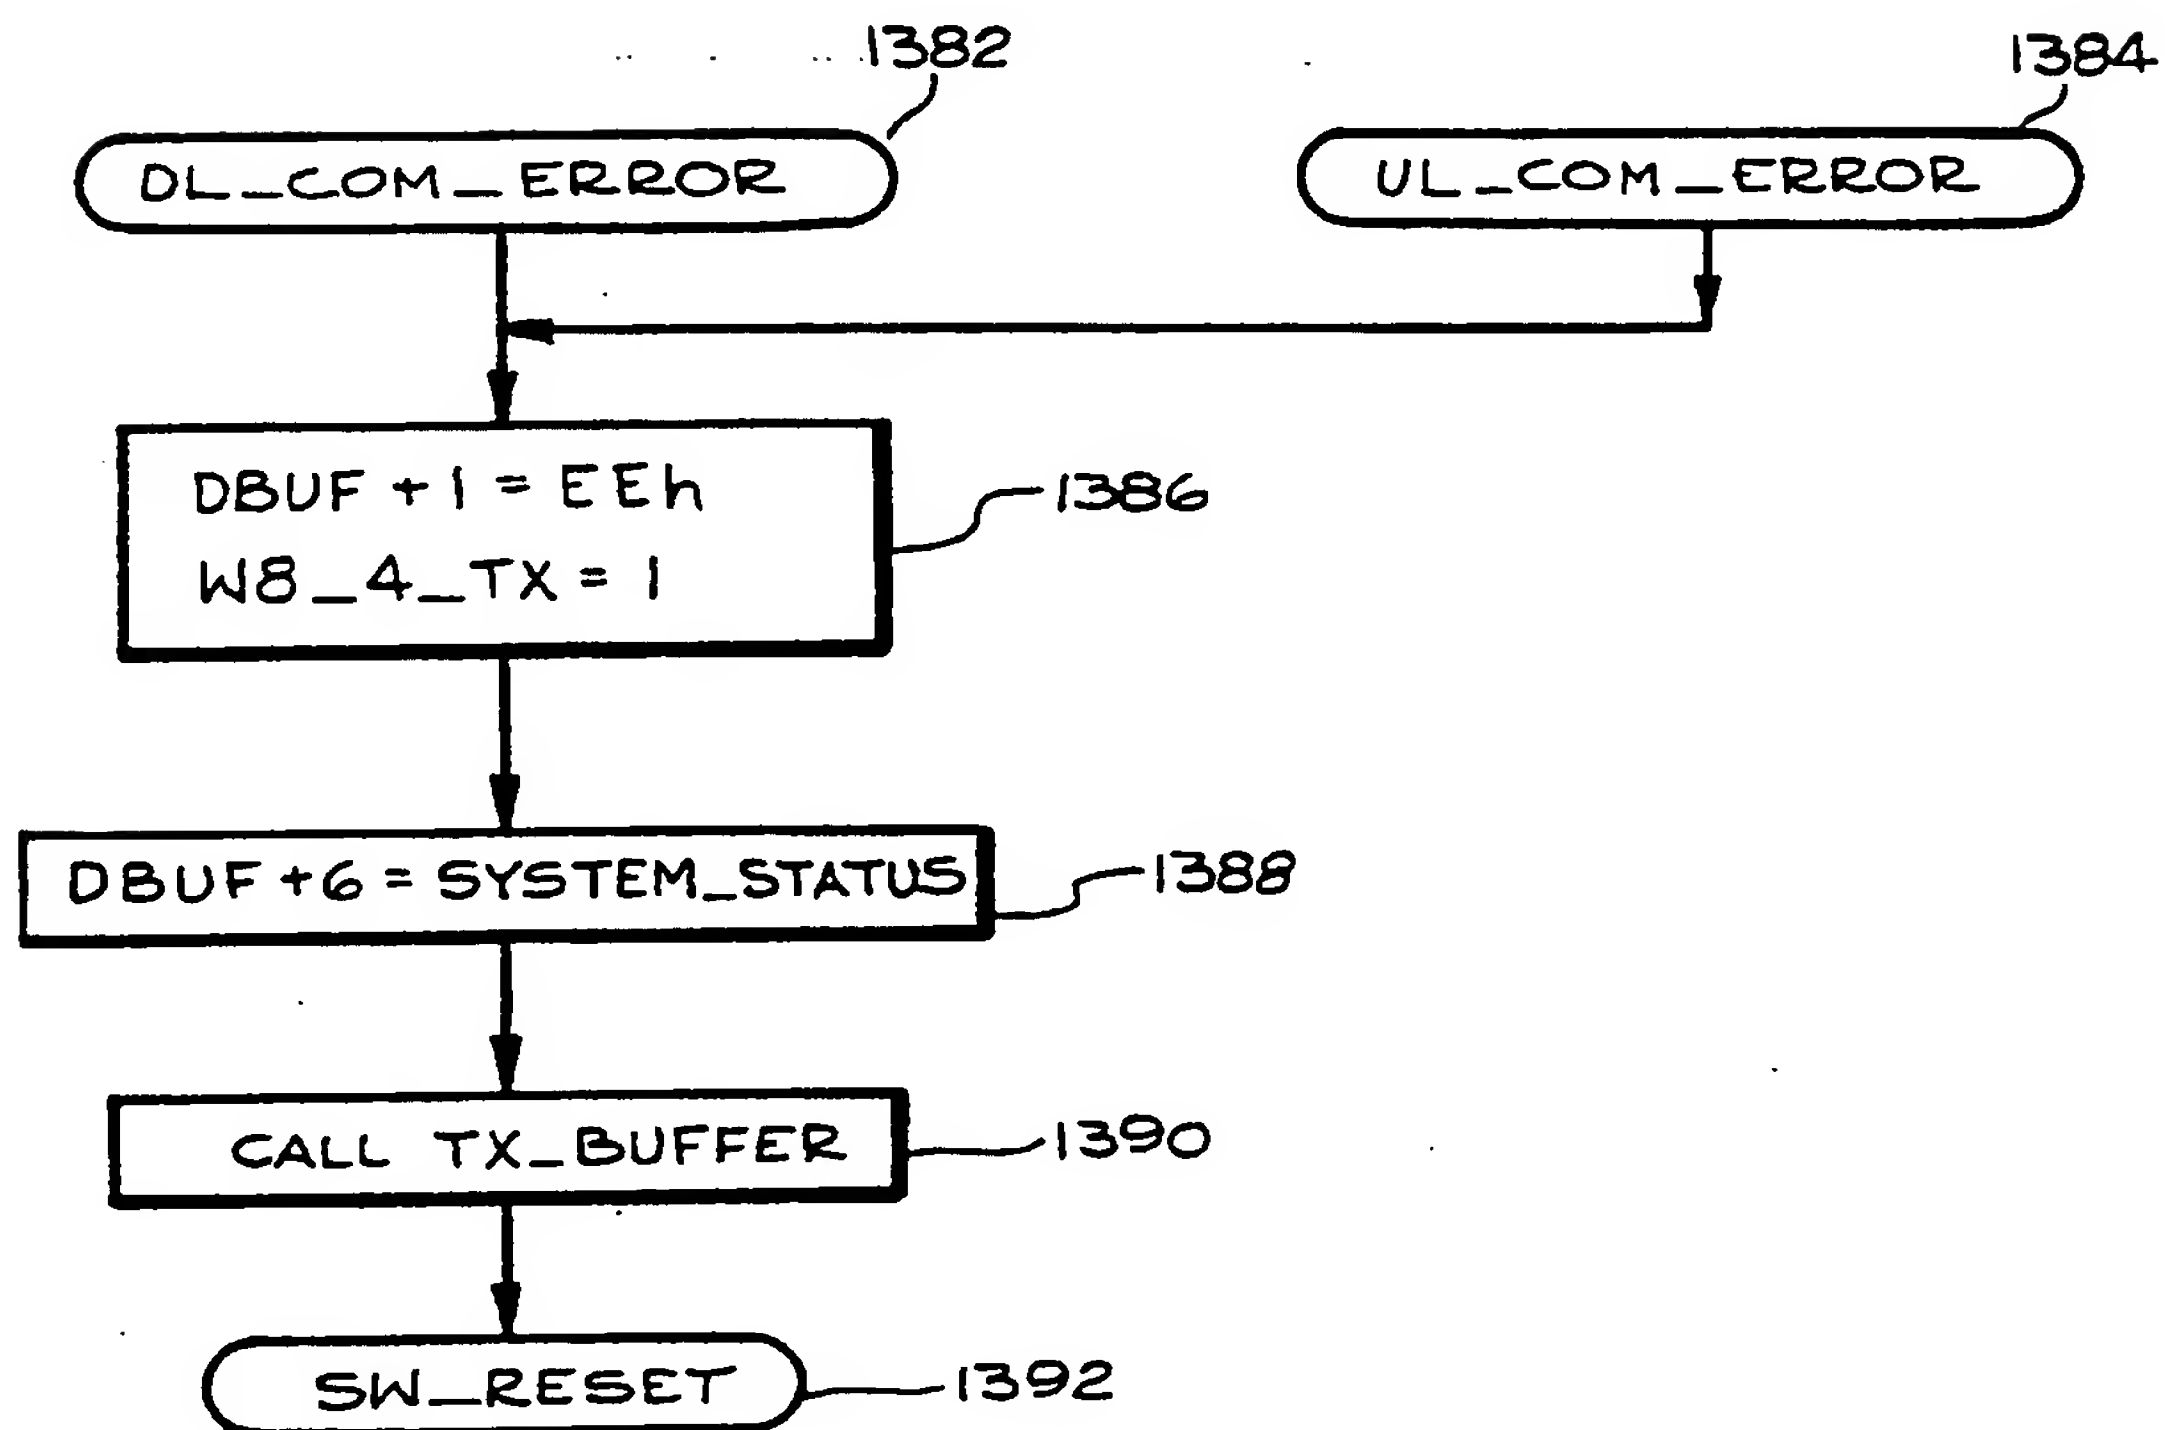 1382
1384
DL_COM_ERROR
UL_COM_ERROR
DBUF +1 = EEh
W8_4_TX = 1
1386
DBUF +6 = SYSTEM_STATUS
1388
CALL TX_BUFFER
1390
SW_RESET
1392